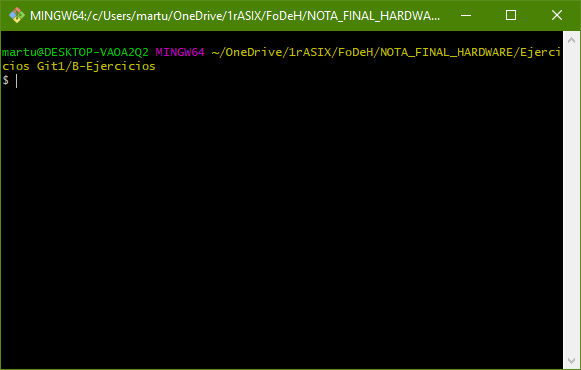 MINGW64:/c/Users/martu/OneDrive/1rASIX/FoDeH/NOTA_FINAL_HARDWA...
martu@DESKTOP-VAOA2Q2 MINGW64 ~/OneDrive/1rASIX/FoDeH/NOTA_FINAL_HARDWARE/Ejerci
cios Git1/B-Ejercicios
$